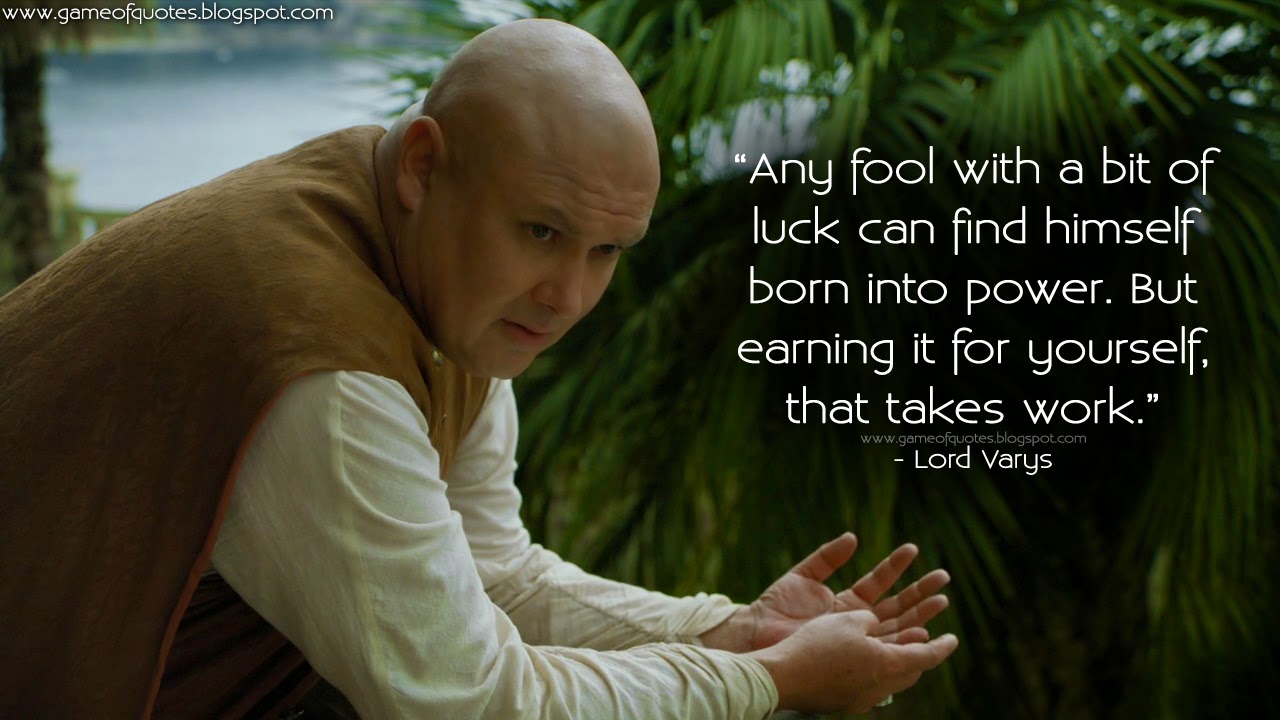 www.gameofquotes.blogspot.com
“Any fool with a bit of
luck can find himself
born into power. But
earning it for yourself,
that takes work.”
www.gameofquotes.blogspot.com
- Lord Varys